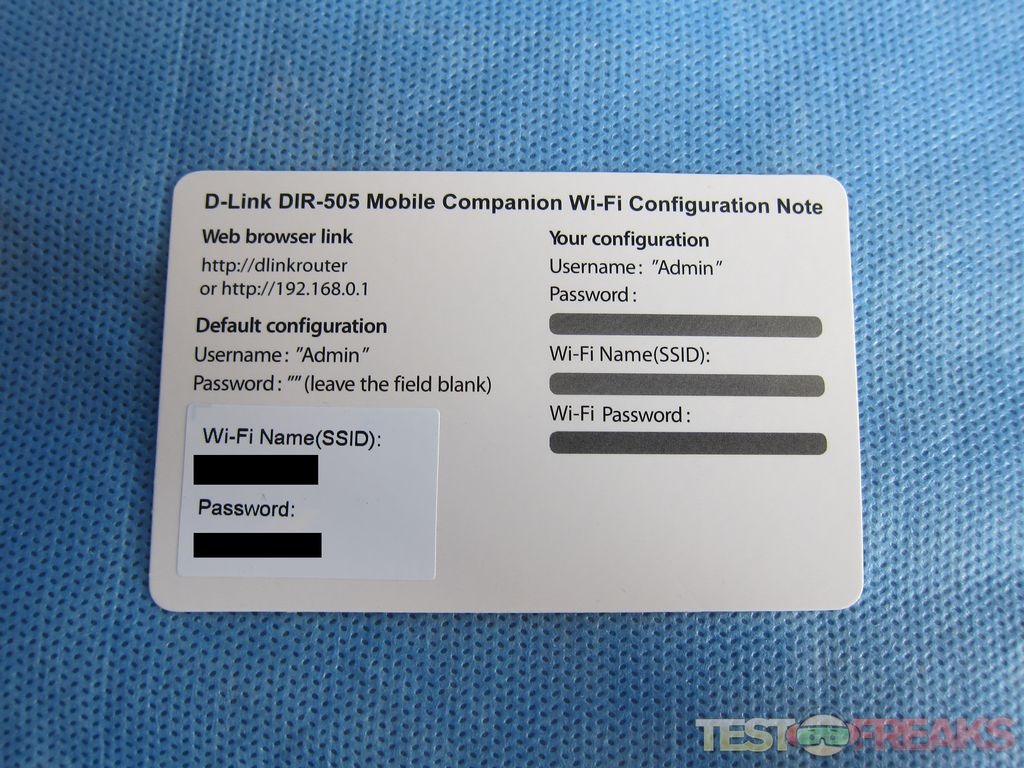 D-Link DIR-505 Mobile Companion Wi-Fi Configuration Note
Web browser link
http://dlinkrouter
or http://192.168.0.1
Default configuration
Username : "Admin"
Password : "" (leave the field blank)
Wi-Fi Name(SSID):
Password:
Your configuration
Username : "Admin"
Password :
Wi-Fi Name(SSID):
Wi-Fi Password :
TEST FREAKS